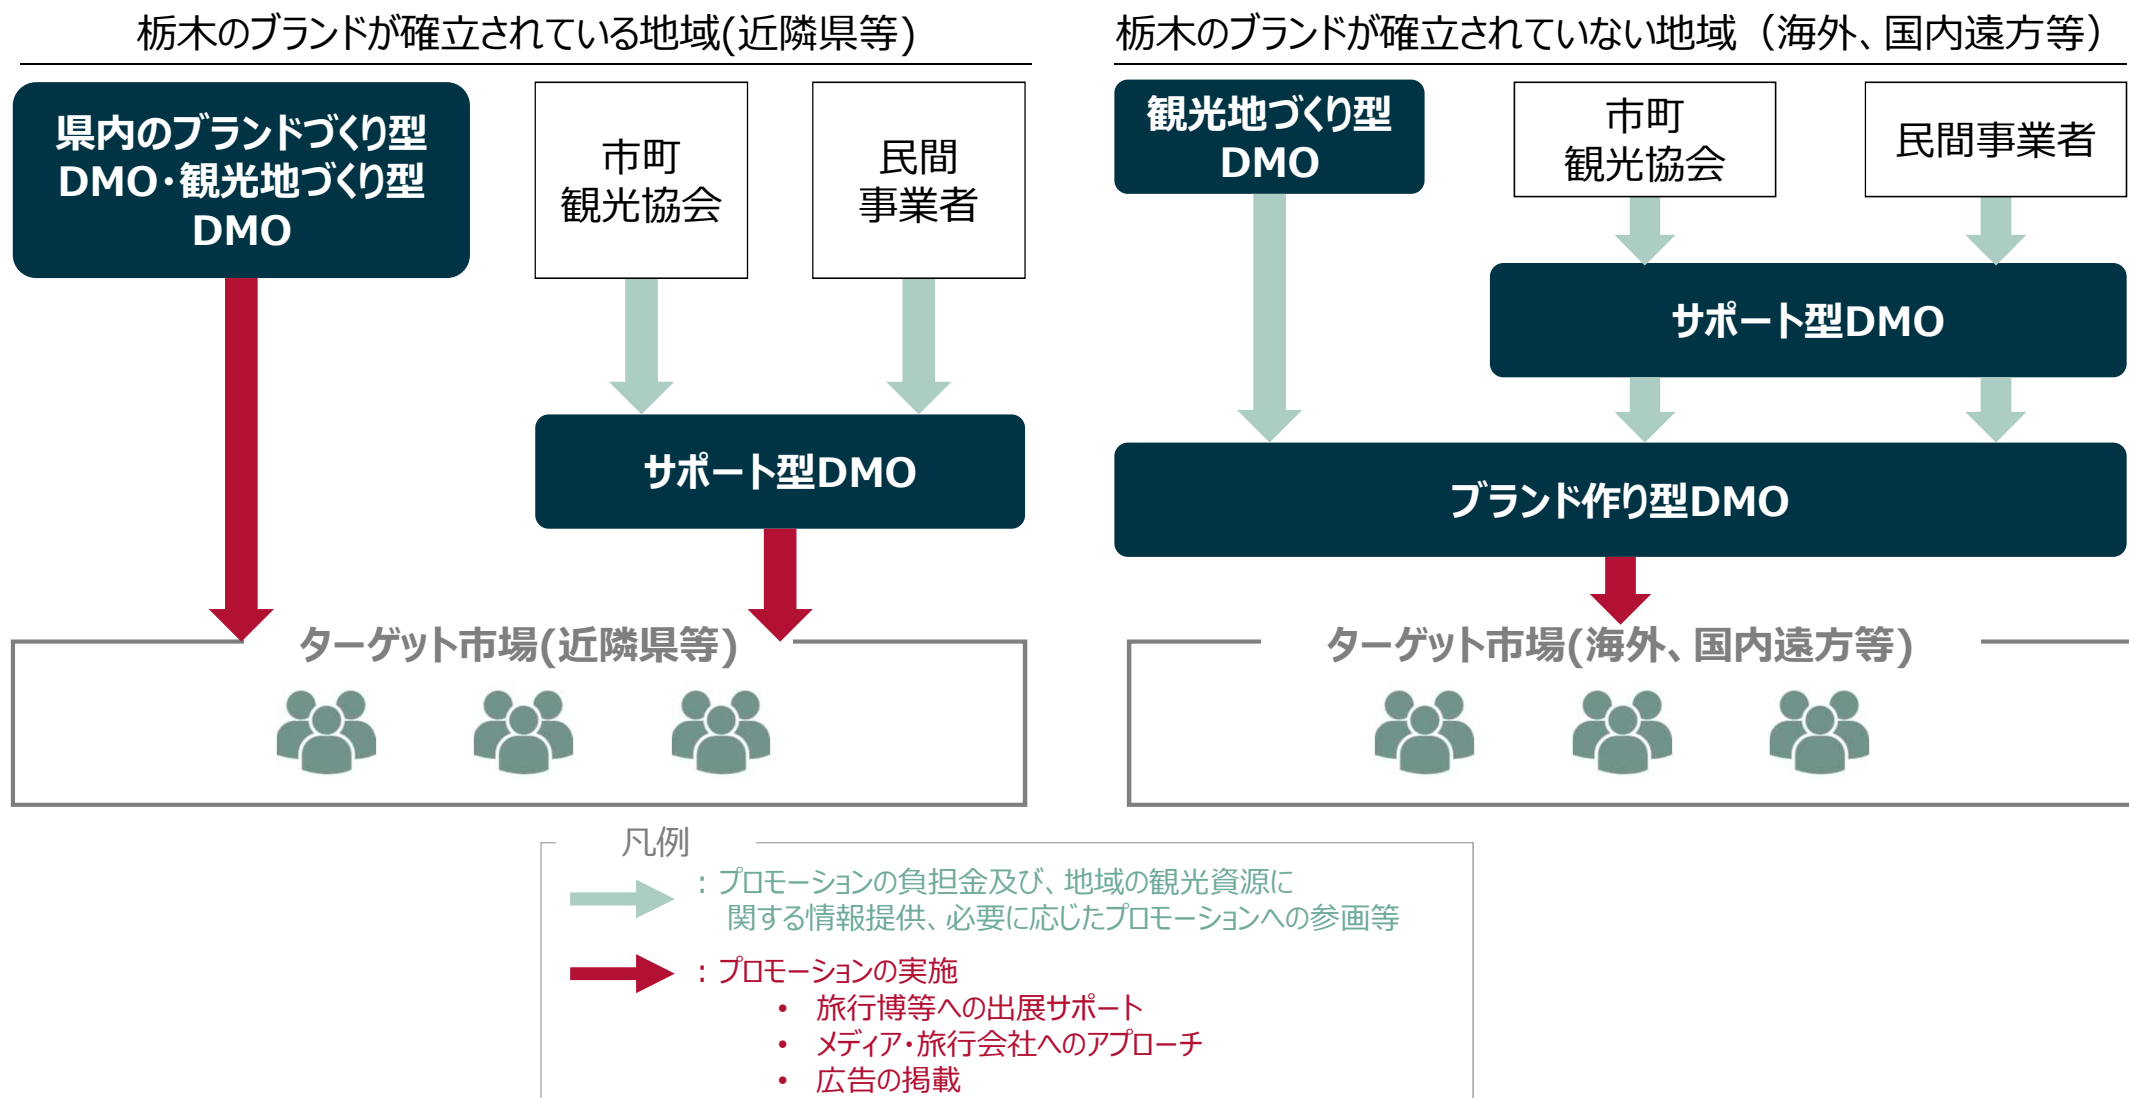 栃木のブランドが確立されている地域(近隣県等)
県内のブランドづくり型
DMO・観光地づくり型
DMO
市町
観光協会
民間
事業者
サポート型DMO
ターゲット市場(近隣県等)
栃木のブランドが確立されていない地域（海外、国内遠方等）
観光地づくり型
DMO
市町
観光協会
民間事業者
サポート型DMO
ブランド作り型DMO
ターゲット市場(海外、国内遠方等)
凡例
：プロモーションの負担金及び、地域の観光資源に
関する情報提供、必要に応じたプロモーションへの参画等
：プロモーションの実施
• 旅行博等への出展サポート
• メディア・旅行会社へのアプローチ
• 広告の掲載